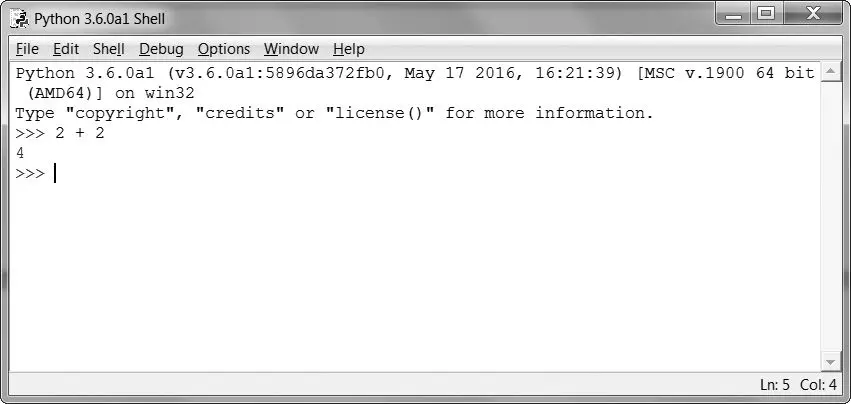 Python 3.6.0a1 Shell
File Edit Shell Debug Options Window Help
Python 3.6.0a1 (v3.6.0a1:5896da372fb0, May 17 2016, 16:21:39) [MSC v.1900 64 bit
(AMD64)] on win32
Type "copyright", "credits" or "license()" for more information.
>>> 2 + 2
4
>>>
Ln: 5 Col: 4